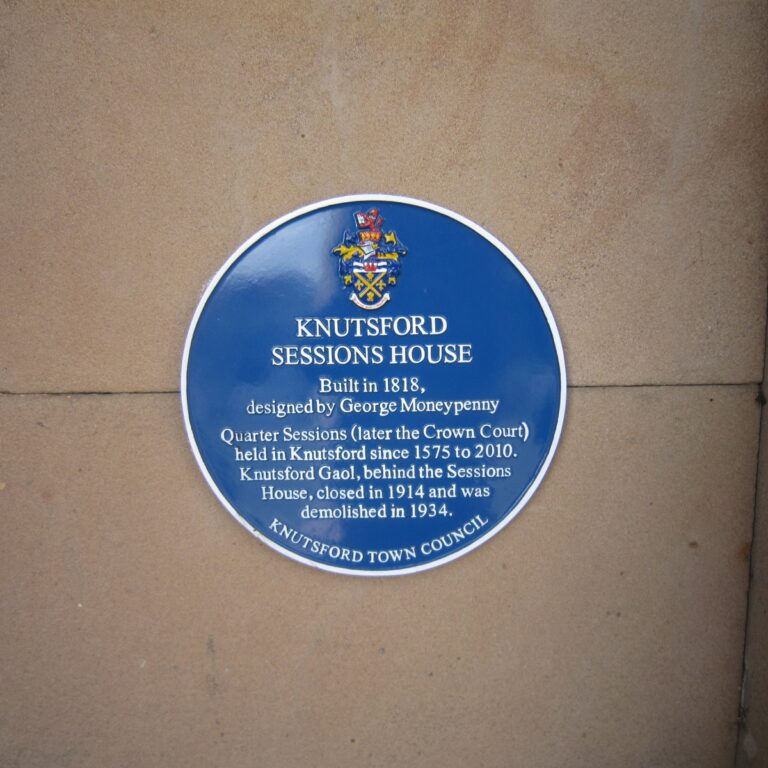 KNUTSFORD
SESSIONS HOUSE
Built in 1818,
designed by George Moneypenny
Quarter Sessions (later the Crown Court)
held in Knutsford since 1575 to 2010.
Knutsford Gaol, behind the Sessions
House, closed in 1914 and was
demolished in 1934.
KNUTSFORD TOWN COUNCIL